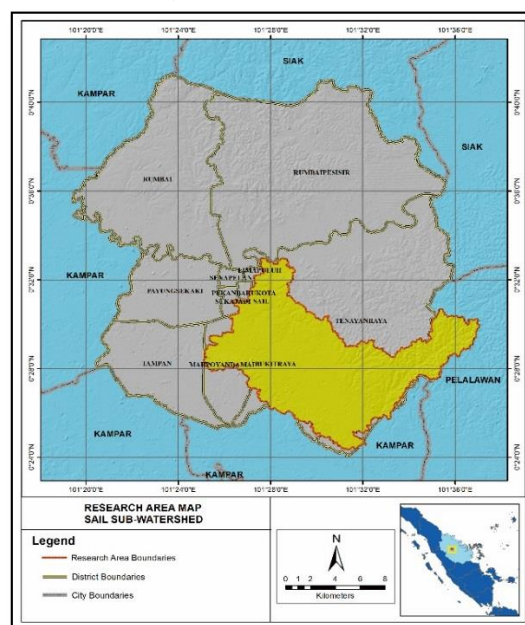 101°20'0"E 101°24'0"E 101°28'0"E 101°32'0"E 101°36'0"E
SIAK
KAMPAR
0°40'0"N 0°40'0"N
SIAK
RUMBAI
RUMBAIPESISIR
0°36'0"N 0°36'0"N
KAMPAR
LIMAPULUH
SENAPELAN
0°32'0"N 0°32'0"N
PAYUNGSEKAKI
PEKANBARUKOTA
SUKAJADI SAIL
TENAYANRAYA
TAMPAN
0°28'0"N 0°28'0"N
PELALAWAN
KAMPAR
KAMPAR
0°24'0"N 0°24'0"N
KAMPAR
101°20'0"E 101°24'0"E 101°28'0"E 101°32'0"E 101°36'0"E
RESEARCH AREA MAP
SAIL SUB-WATERSHED
Legend
Research Area Boundaries
District Boundaries
City Boundaries
N
0 1 2 4 6 8
Kilometers